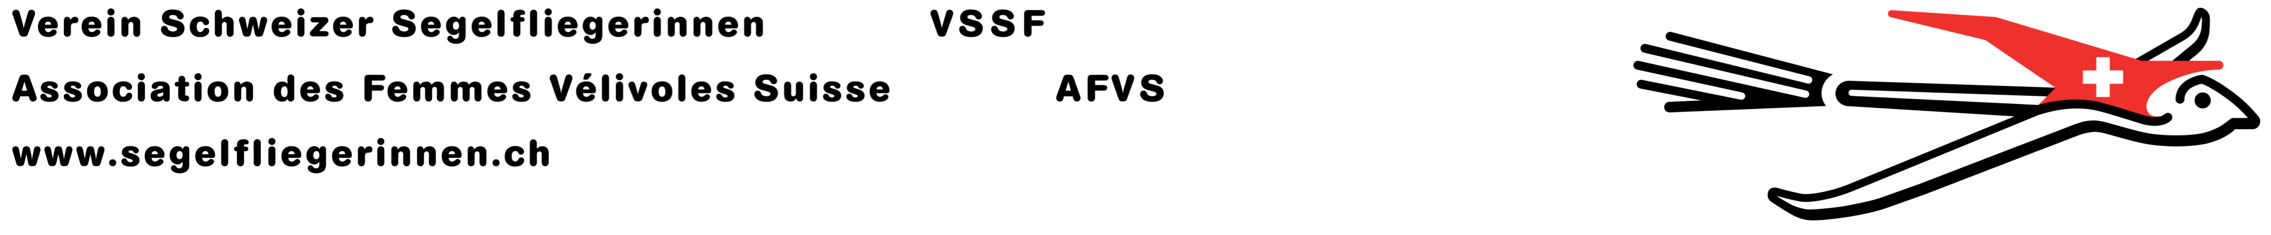 Verein Schweizer Segelfliegerinnen VSSF
Association des Femmes Vélivoles Suisse AFVS
www.segelfliegerinnen.ch